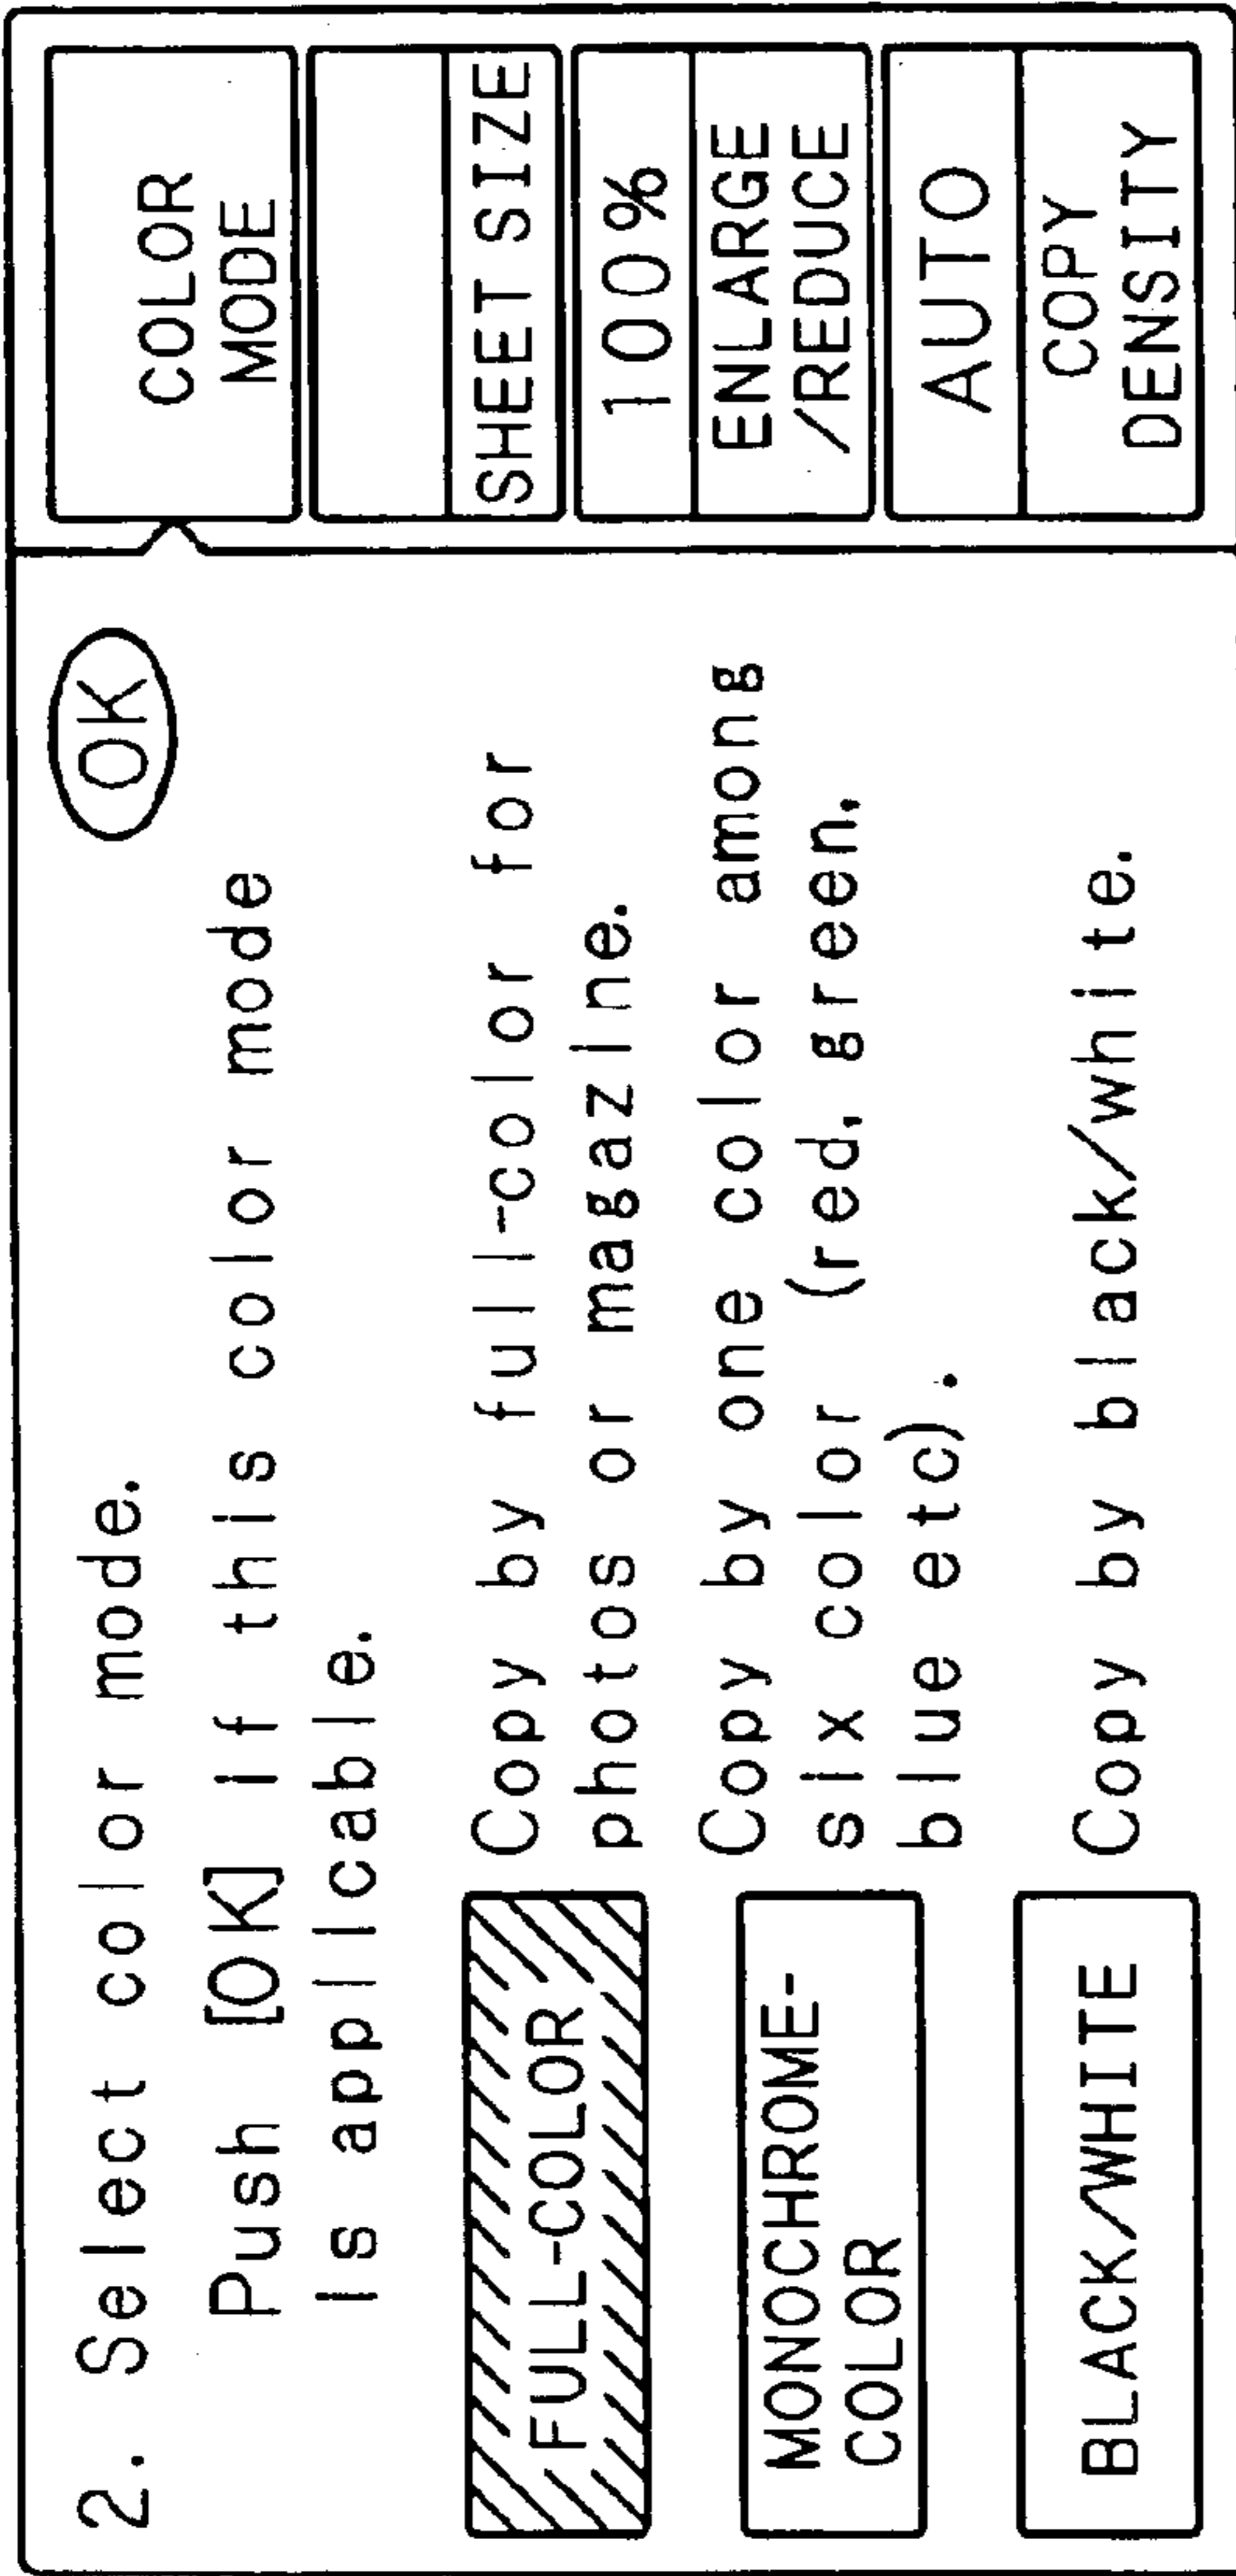 2. Select color mode.
OK
Push [OK] if this color mode
is applicable.
FULL-COLOR
Copy by full-color for
photos or magazine.
MONOCHROME-
COLOR
Copy by one color among
six color (red, green,
blue etc).
BLACK/WHITE
Copy by black/white.
COLOR
MODE
SHEET SIZE
100%
ENLARGE
/REDUCE
AUTO
COPY
DENSITY